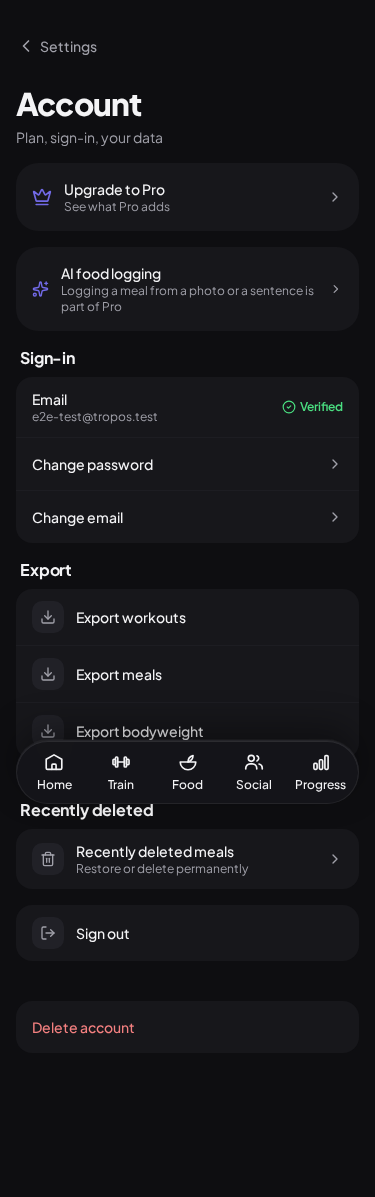 Settings
Account
Plan, sign-in, your data
Upgrade to Pro
See what Pro adds
AI food logging
Logging a meal from a photo or a sentence is
part of Pro
Sign-in
Email
e2e-test@tropos.test
Verified
Change password
Change email
Export
Export workouts
Export meals
Export bodyweight
Home
Train
Food
Social
Progress
Recently deleted
Recently deleted meals
Restore or delete permanently
Sign out
Delete account